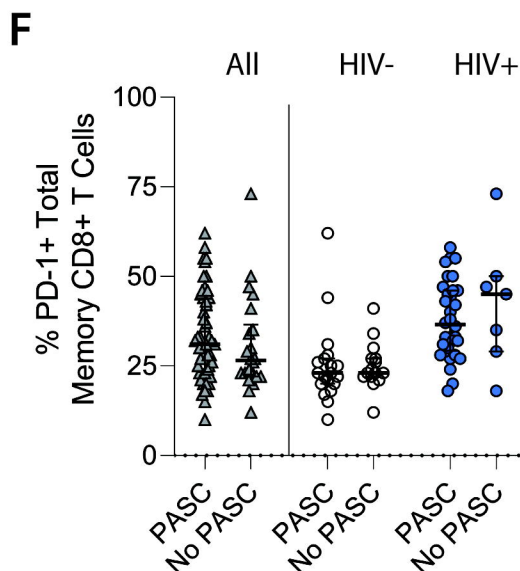 F
All HIV- HIV+
% PD-1+ Total
Memory CD8+ T Cells
100
75
50
25
0
PASC No PASC PASC No PASC PASC No PASC